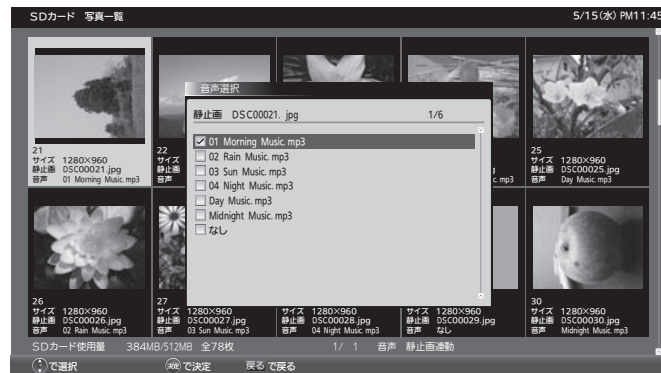 SDカード 写真一覧
5/15(水) PM11:45
音声選択
静止画 DSC00021. jpg 1/6
01 Morning Music.mp3
02 Rain Music. mp3
03 Sun Music. mp3
04 Night Music. mp3
Day Music. mp3
Midnight Music. mp3
なし
21
サイズ 1280×960
静止画 DSC00021.jpg
音声 01 Morning Music. mp3
22
サイズ
静止画
音声
3
c. mp3
25
サイズ 1280×960
静止画 DSC00025.jpg
音声 Day Music. mp3
26
サイズ 1280×960
静止画 DSC00026.jpg
音声 02 Rain Music. mp3
27
サイズ 1280×960
静止画 DSC00027.jpg
音声 03 Sun Music. mp3
サイズ 1280×960
静止画 DSC00028.jpg
音声 04 Night Music. mp3
サイズ 1280×960
静止画 DSC00029.jpg
音声 なし
30
サイズ 1280×960
静止画 DSC00030.jpg
音声 Midnight Music. mp3
SDカード使用量 384MB/512MB 全78枚 1/ 1 音声 静止画連動
で選択 決定 で決定 戻る で戻る